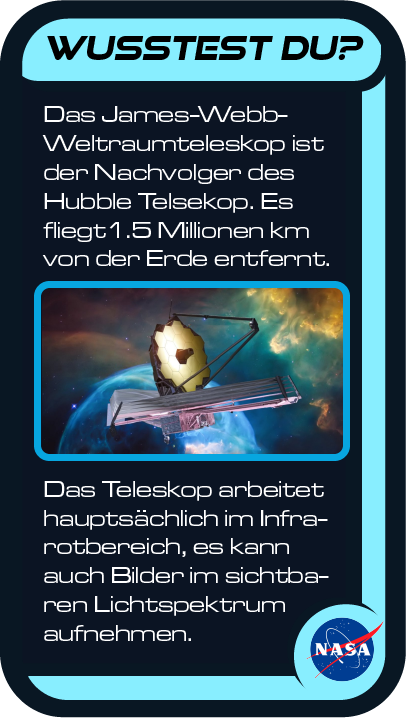 WUSSTEST DU?
Das James-Webb-
Weltraumteleskop ist
der Nachvolger des
Hubble Telsekop. Es
fliegt 1.5 Millionen km
von der Erde entfernt.
Das Teleskop arbeitet
hauptsächlich im Infra-
rotbereich, es kann
auch Bilder im sichtba-
ren Lichtspektrum
aufnehmen.
NASA